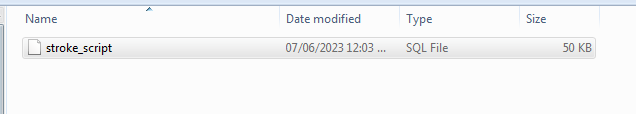 Name Date modified Type Size
stroke_script 07/06/2023 12:03 ... SQL File 50 KB